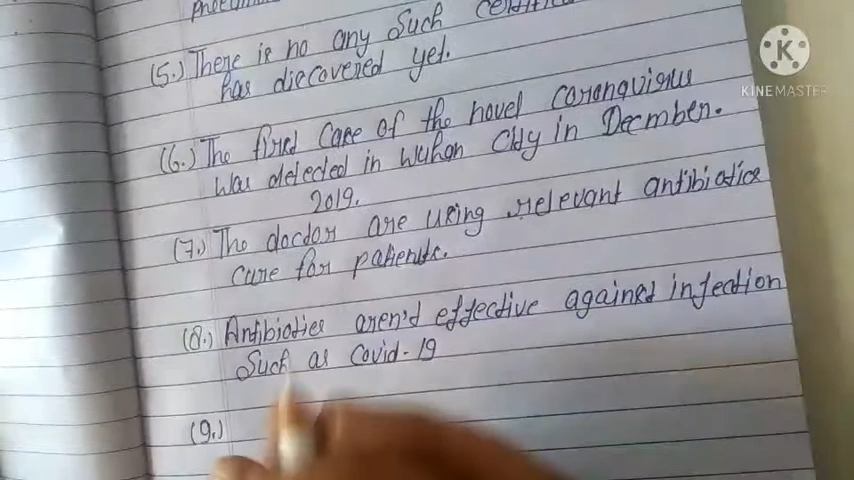 (5.) There is no any such
has discovered yet.
(6.) The first case of the novel coronavirus
was detected in wuhan City in Decmber.
2019.
(7.) The doctor are using relevant antibiotics
cure for patients.
(8.) Antibiotics aren't effective against infection
such as Covid-19
(9.)
KINEMASTER